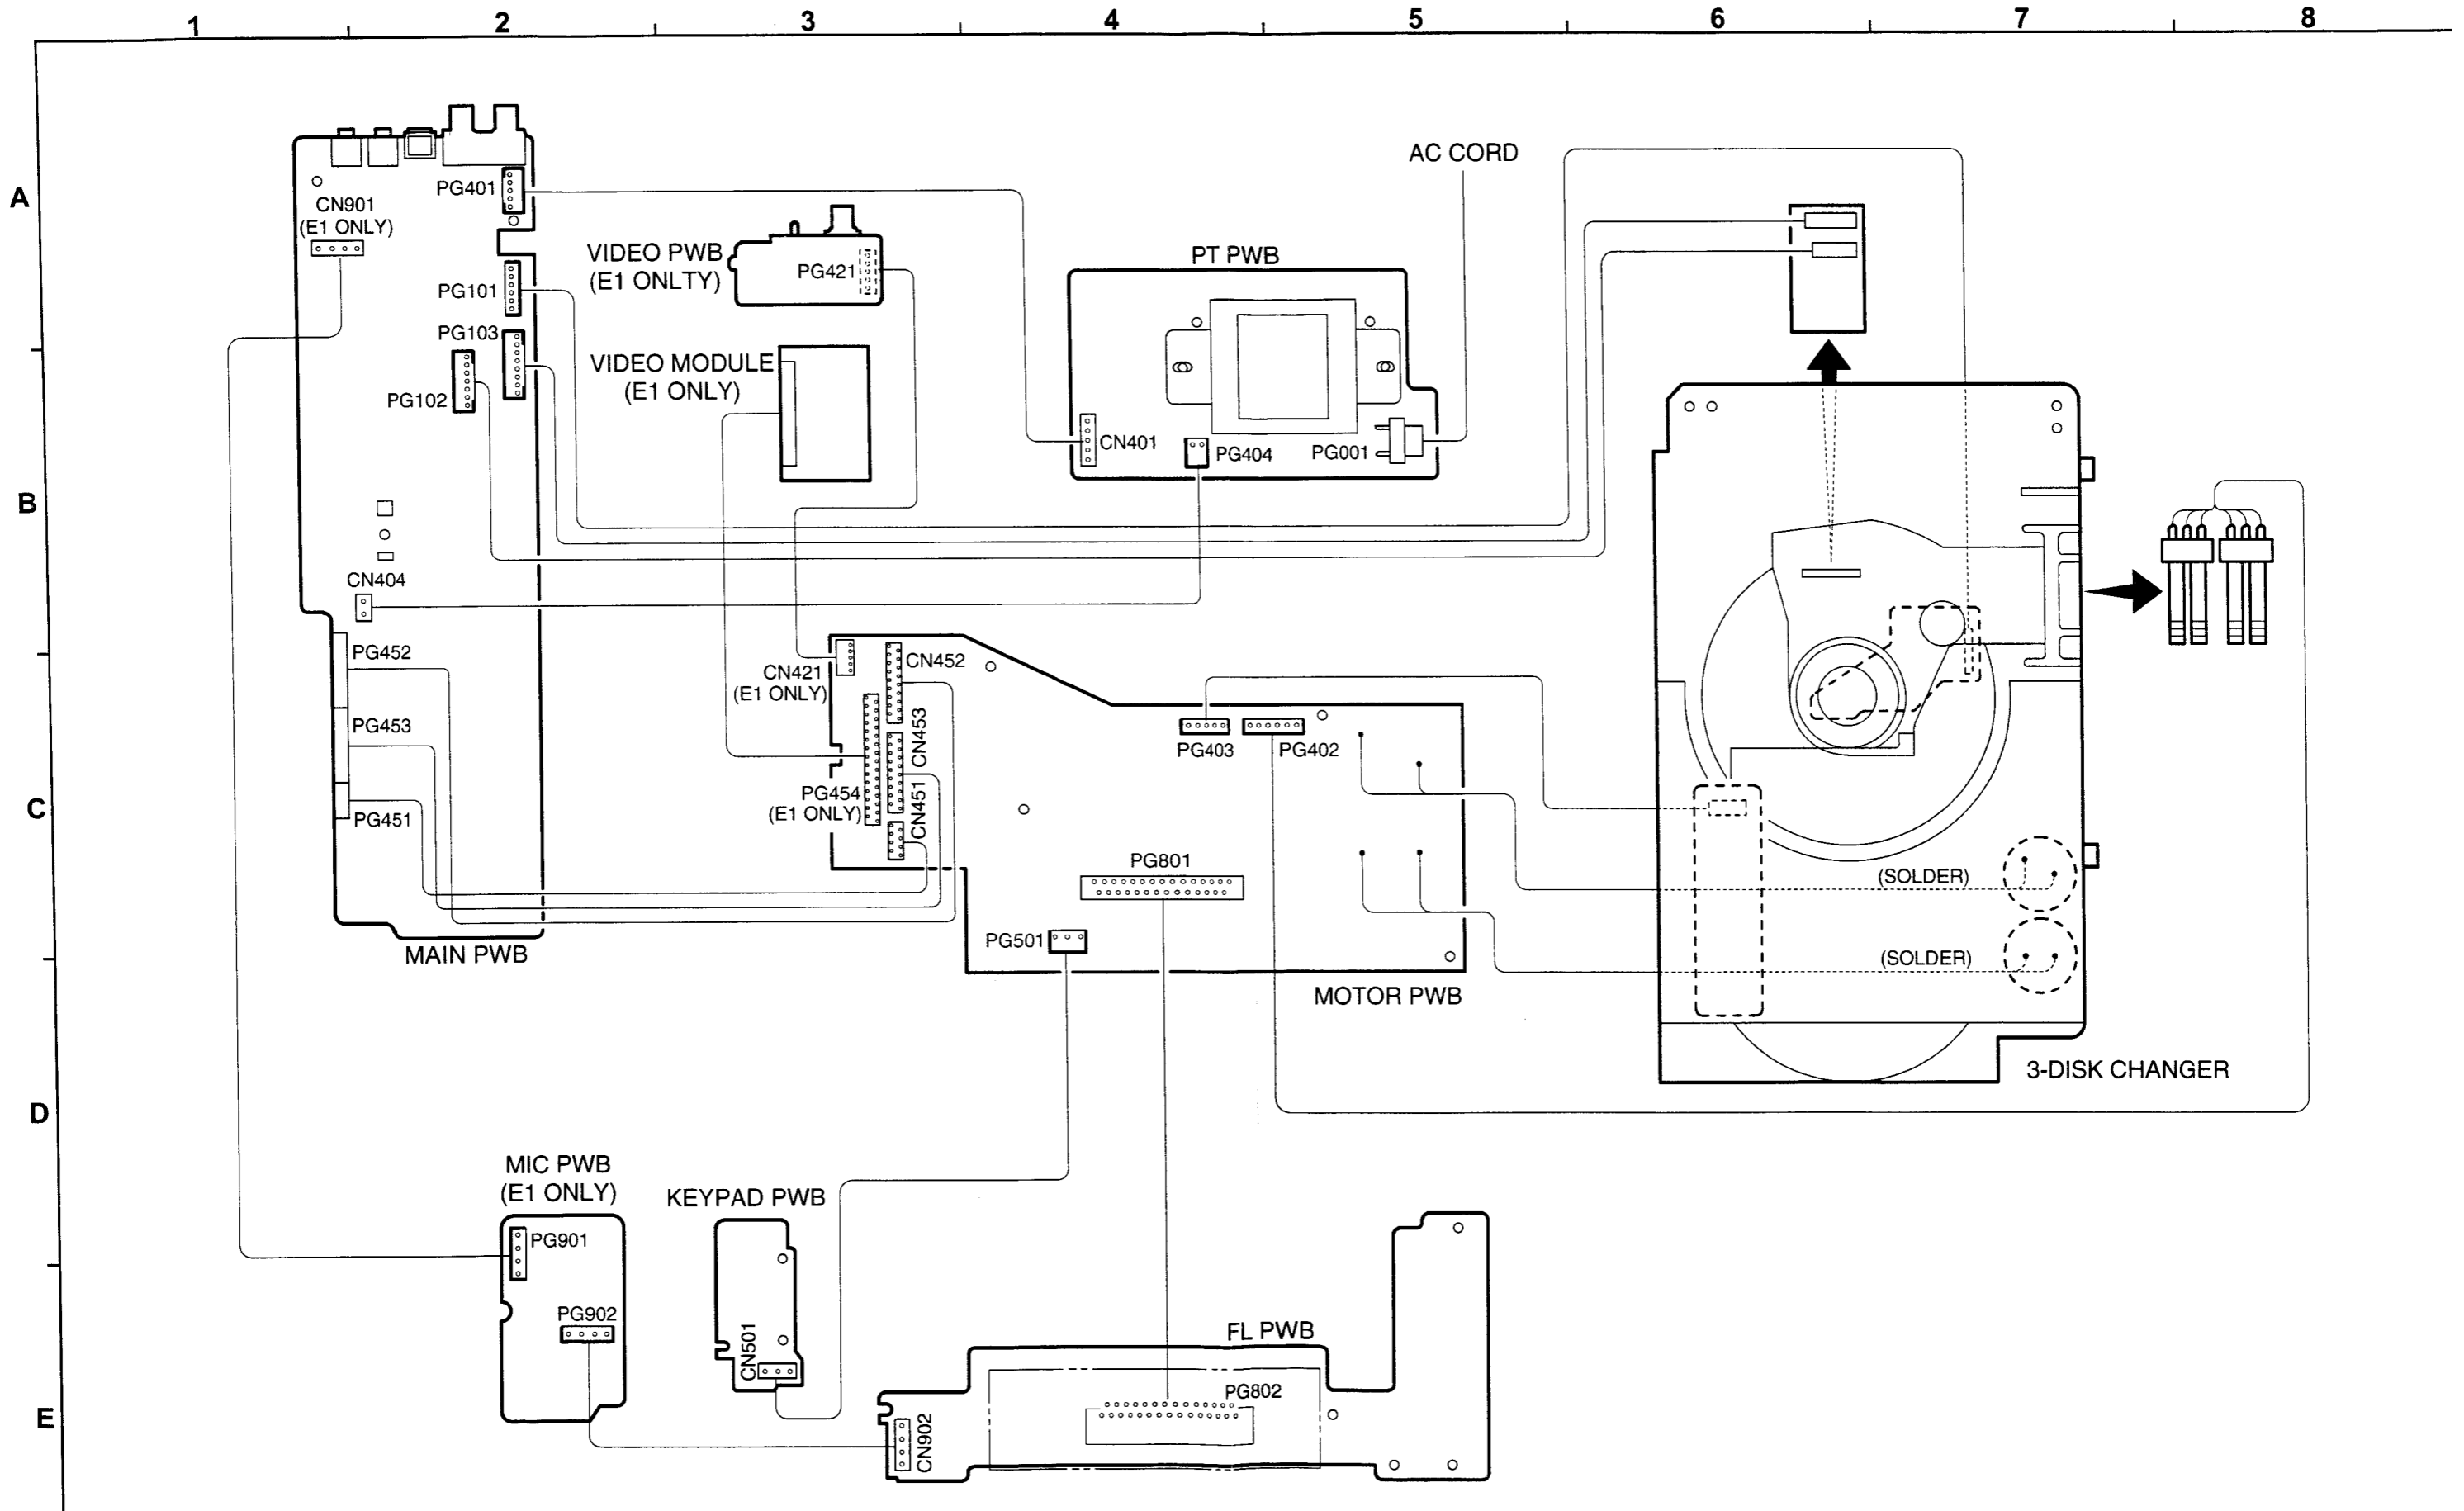 1 2 3 4 5 6 7 8
A
B
C
D
E
PG401
CN901
(E1 ONLY)
PG101
PG103
PG102
CN404
PG452
PG453
PG451
MAIN PWB
VIDEO PWB
(E1 ONLTY)
PG421
VIDEO MODULE
(E1 ONLY)
PT PWB
AC CORD
CN401
PG404
PG001
CN421
(E1 ONLY)
CN452
CN453
PG454
(E1 ONLY)
CN451
PG403
PG402
PG801
PG501
MOTOR PWB
(SOLDER)
(SOLDER)
3-DISK CHANGER
MIC PWB
(E1 ONLY)
PG901
PG902
KEYPAD PWB
CN501
FL PWB
PG802
CN902